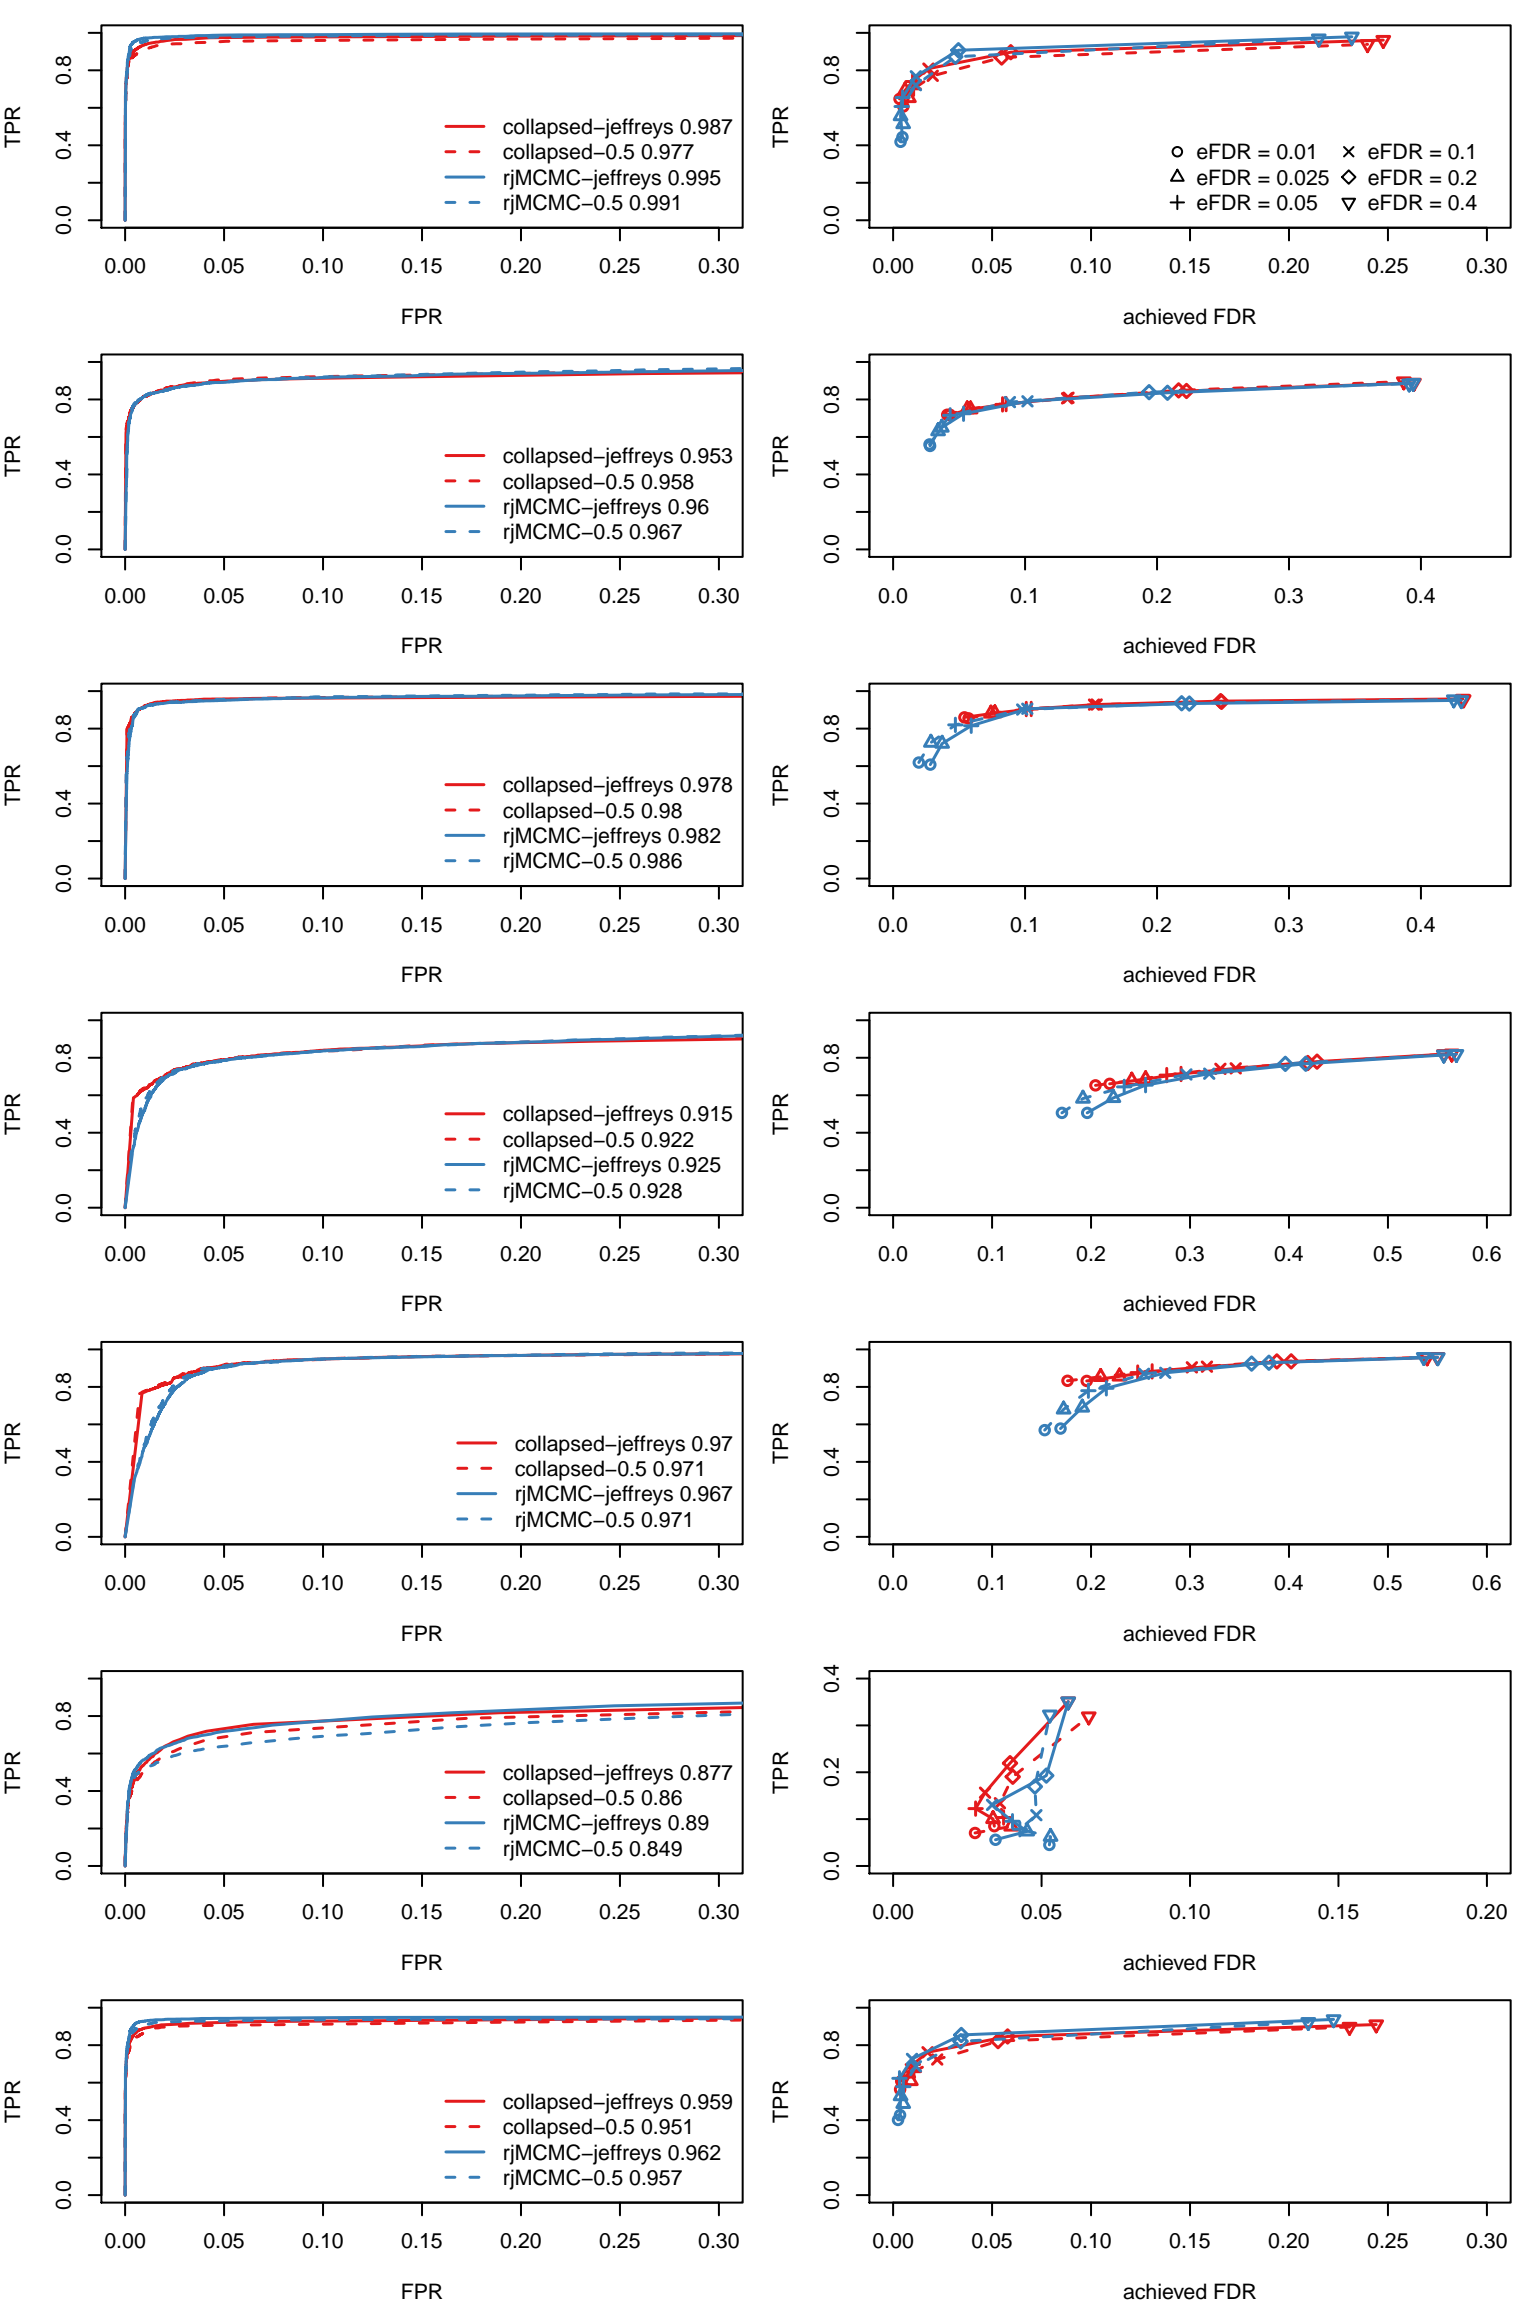 TPR
0.0 0.4 0.8
collapsed−jeffreys 0.987
collapsed−0.5 0.977
rjMCMC−jeffreys 0.995
rjMCMC−0.5 0.991
0.00 0.05 0.10 0.15 0.20 0.25 0.30
FPR
TPR
0.0 0.4 0.8
eFDR = 0.01 eFDR = 0.1
eFDR = 0.025 eFDR = 0.2
eFDR = 0.05 eFDR = 0.4
0.00 0.05 0.10 0.15 0.20 0.25 0.30
achieved FDR
TPR
0.0 0.4 0.8
collapsed−jeffreys 0.953
collapsed−0.5 0.958
rjMCMC−jeffreys 0.96
rjMCMC−0.5 0.967
0.00 0.05 0.10 0.15 0.20 0.25 0.30
FPR
TPR
0.0 0.4 0.8
0.0 0.1 0.2 0.3 0.4
achieved FDR
TPR
0.0 0.4 0.8
collapsed−jeffreys 0.978
collapsed−0.5 0.98
rjMCMC−jeffreys 0.982
rjMCMC−0.5 0.986
0.00 0.05 0.10 0.15 0.20 0.25 0.30
FPR
TPR
0.0 0.4 0.8
0.0 0.1 0.2 0.3 0.4
achieved FDR
TPR
0.0 0.4 0.8
collapsed−jeffreys 0.915
collapsed−0.5 0.922
rjMCMC−jeffreys 0.925
rjMCMC−0.5 0.928
0.00 0.05 0.10 0.15 0.20 0.25 0.30
FPR
TPR
0.0 0.4 0.8
0.0 0.1 0.2 0.3 0.4 0.5 0.6
achieved FDR
TPR
0.0 0.4 0.8
collapsed−jeffreys 0.97
collapsed−0.5 0.971
rjMCMC−jeffreys 0.967
rjMCMC−0.5 0.971
0.00 0.05 0.10 0.15 0.20 0.25 0.30
FPR
TPR
0.0 0.4 0.8
0.0 0.1 0.2 0.3 0.4 0.5 0.6
achieved FDR
TPR
0.0 0.4 0.8
collapsed−jeffreys 0.877
collapsed−0.5 0.86
rjMCMC−jeffreys 0.89
rjMCMC−0.5 0.849
0.00 0.05 0.10 0.15 0.20 0.25 0.30
FPR
TPR
0.0 0.2 0.4
0.00 0.05 0.10 0.15 0.20
achieved FDR
TPR
0.0 0.4 0.8
collapsed−jeffreys 0.959
collapsed−0.5 0.951
rjMCMC−jeffreys 0.962
rjMCMC−0.5 0.957
0.00 0.05 0.10 0.15 0.20 0.25 0.30
FPR
TPR
0.0 0.4 0.8
0.00 0.05 0.10 0.15 0.20 0.25 0.30
achieved FDR